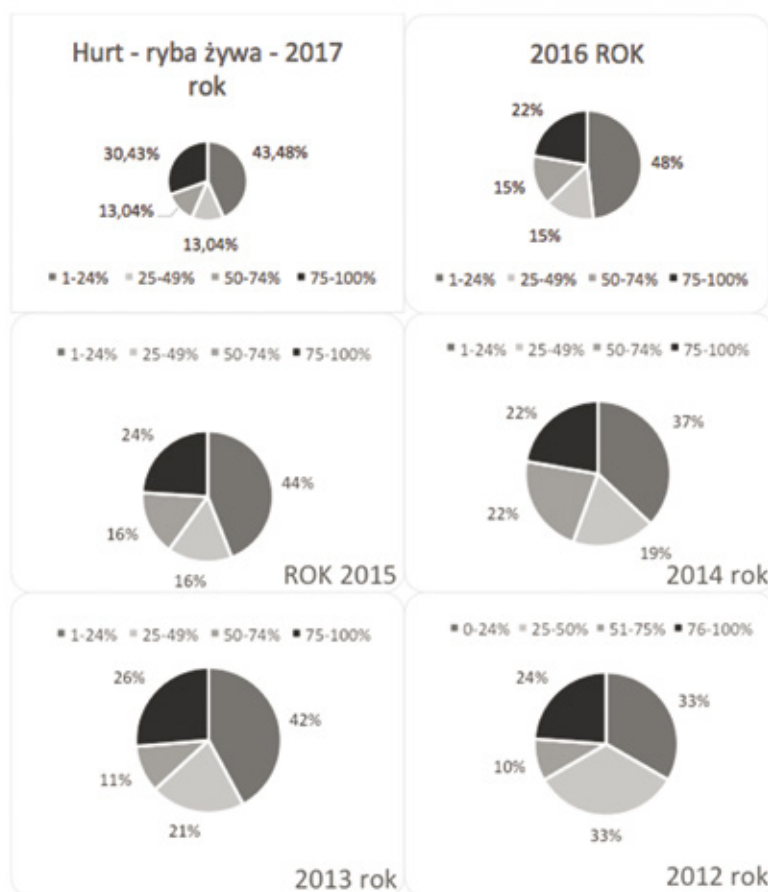 Hurt - ryba żywa - 2017
rok
30,43%
43,48%
13,04%
13,04%
1-24% 25-49% 50-74% 75-100%
2016 ROK
22%
48%
15%
15%
1-24% 25-49% 50-74% 75-100%
1-24% 25-49% 50-74% 75-100%
24%
44%
16%
16%
ROK 2015
1-24% 25-49% 50-74% 75-100%
22%
37%
22%
19%
2014 rok
1-24% 25-49% 50-74% 75-100%
26%
42%
11%
21%
2013 rok
0-24% 25-50% 51-75% 76-100%
24%
33%
10%
33%
2012 rok